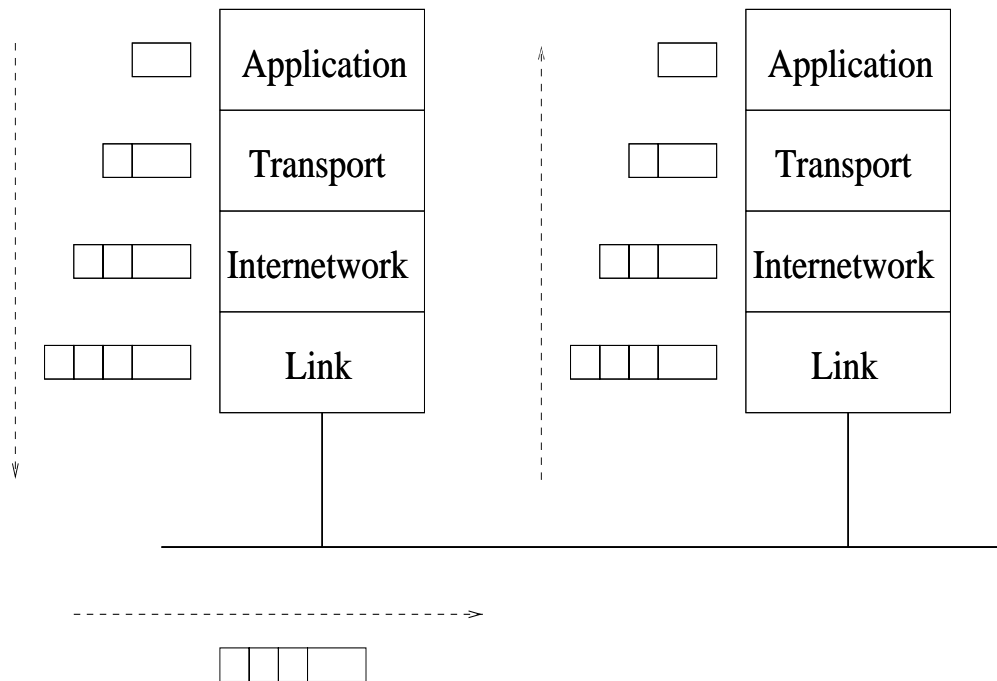 Application
Transport
Internetwork
Link
Application
Transport
Internetwork
Link